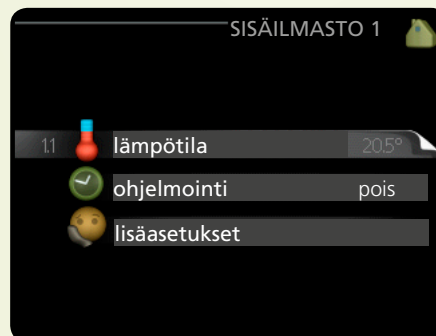 SISÄILMASTO 1
1.1 lämpötila 20.5°
ohjelmointi pois
lisäasetukset